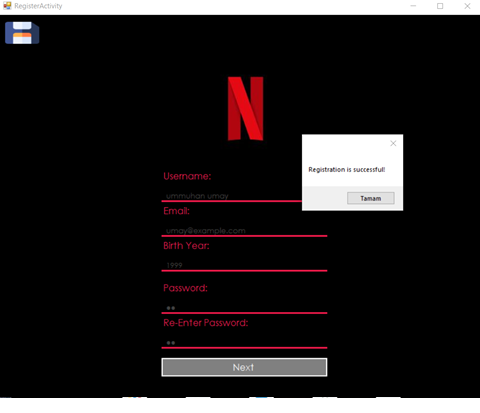 RegisterActivity
N
Registration is successful!
Tamam
Username:
ummuhan umay
Email:
umay@example.com
Birth Year:
1999
Password:
**
Re-Enter Password:
**
Next